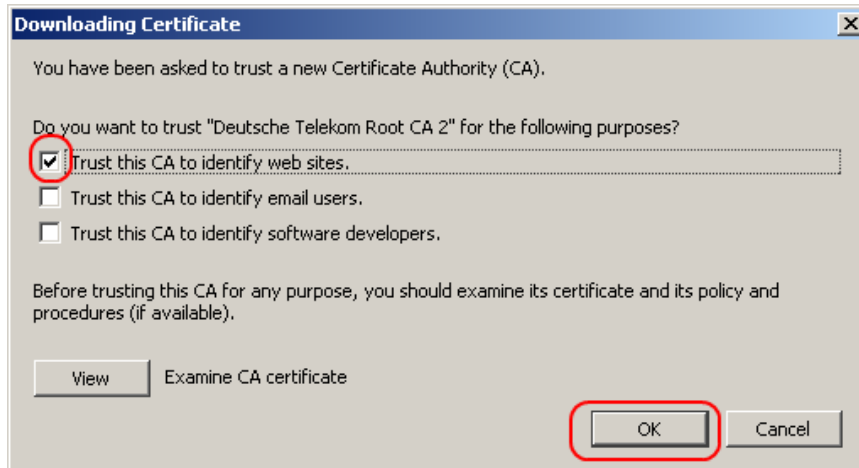 Downloading Certificate
You have been asked to trust a new Certificate Authority (CA).
Do you want to trust "Deutsche Telekom Root CA 2" for the following purposes?
Trust this CA to identify web sites.
Trust this CA to identify email users.
Trust this CA to identify software developers.
Before trusting this CA for any purpose, you should examine its certificate and its policy and
procedures (if available).
View Examine CA certificate
OK Cancel